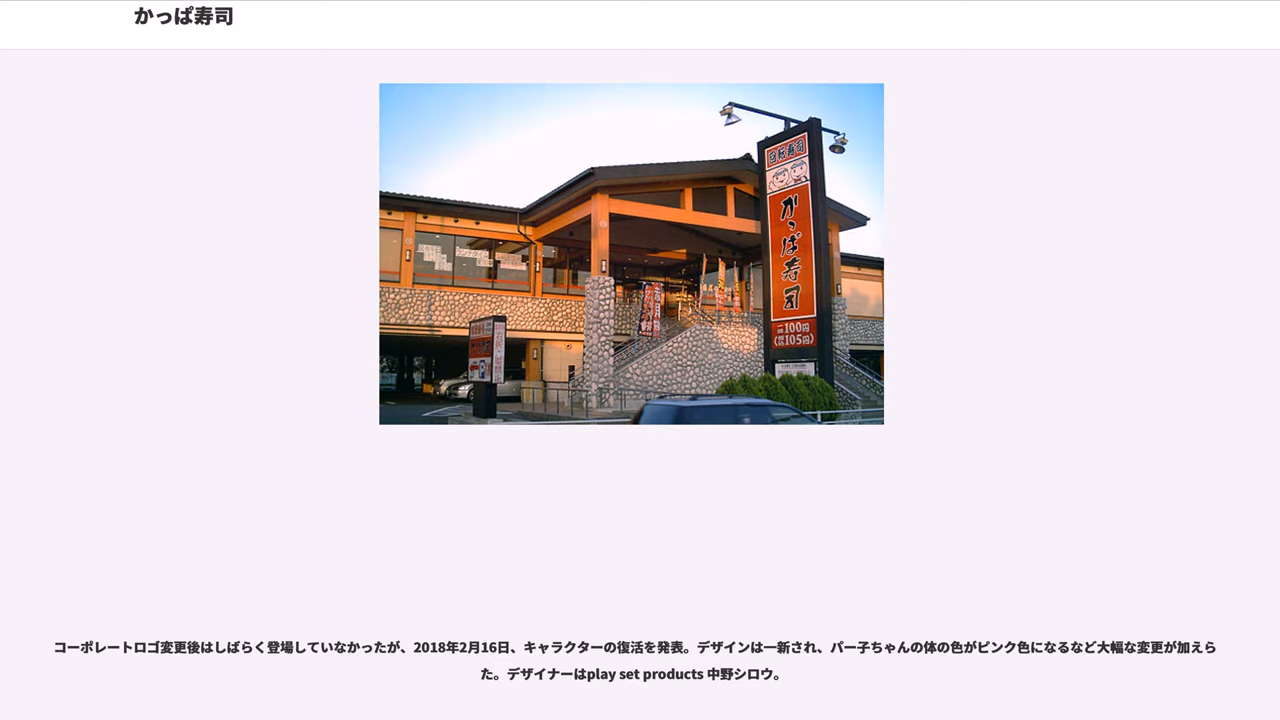 かっぱ寿司
回転寿司
かっぱ寿司
一皿100円
(税込105円)
コーポレートロゴ変更後はしばらく登場していなかったが、2018年2月16日、キャラクターの復活を発表。デザインは一新され、パー子ちゃんの体の色がピンク色になるなど大幅な変更が加えら
た。デザイナーはplay set products 中野シロウ。